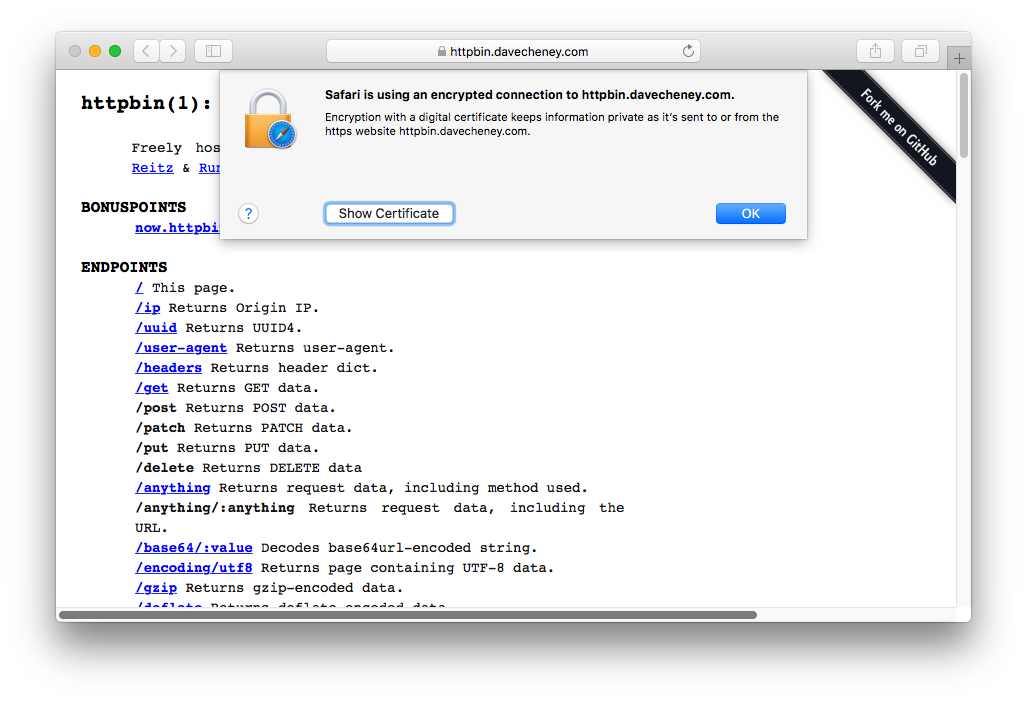 httpbin.davecheney.com
Safari is using an encrypted connection to httpbin.davecheney.com.
Encryption with a digital certificate keeps information private as it's sent to or from the
https website httpbin.davecheney.com.
? Show Certificate OK
Fork me on GitHub
httpbin(1):
Freely
Reitz &
BONUSPOINTS
ENDPOINTS
/ This page.
/ip Returns Origin IP.
/uuid Returns UUID4.
/user-agent Returns user-agent.
/headers Returns header dict.
/get Returns GET data.
/post Returns POST data.
/patch Returns PATCH data.
/put Returns PUT data.
/delete Returns DELETE data
/anything Returns request data, including method used.
/anything/:anything Returns request data, including the
URL.
/base64/:value Decodes base64url-encoded string.
/encoding/utf8 Returns page containing UTF-8 data.
/gzip Returns gzip-encoded data.